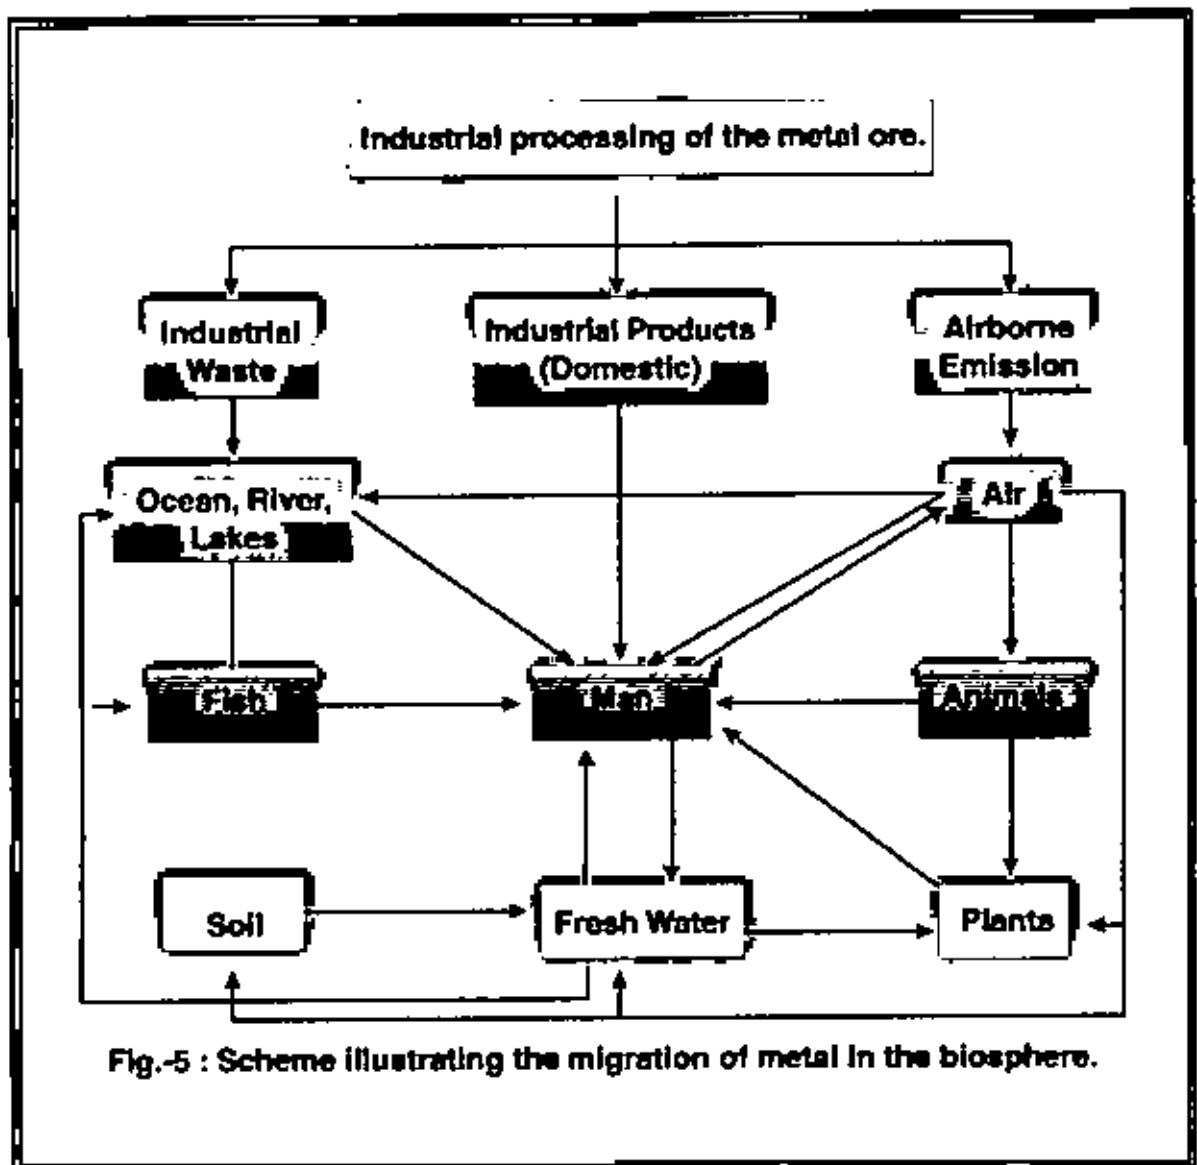 Industrial processing of the metal ore.
Industrial
Waste
Industrial Products
(Domestic)
Airborne
Emission
Ocean, River,
Lakes
Air
Fish
Man
Animals
Soil
Fresh Water
Plants
Fig.-5 : Scheme illustrating the migration of metal in the biosphere.